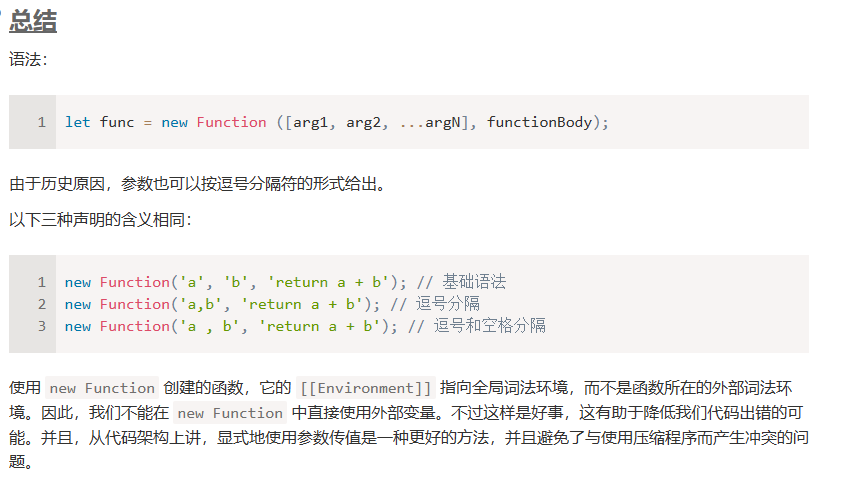 总结
语法：
1 let func = new Function ([arg1, arg2, ...argN], functionBody);
由于历史原因，参数也可以按逗号分隔符的形式给出。
以下三种声明的含义相同：
1 new Function('a', 'b', 'return a + b'); // 基础语法
2 new Function('a,b', 'return a + b'); // 逗号分隔
3 new Function('a , b', 'return a + b'); // 逗号和空格分隔
使用 new Function 创建的函数，它的 [[Environment]] 指向全局词法环境，而不是函数所在的外部词法环
境。因此，我们不能在 new Function 中直接使用外部变量。不过这样是好事，这有助于降低我们代码出错的可
能。并且，从代码架构上讲，显式地使用参数传值是一种更好的方法，并且避免了与使用压缩程序而产生冲突的问
题。